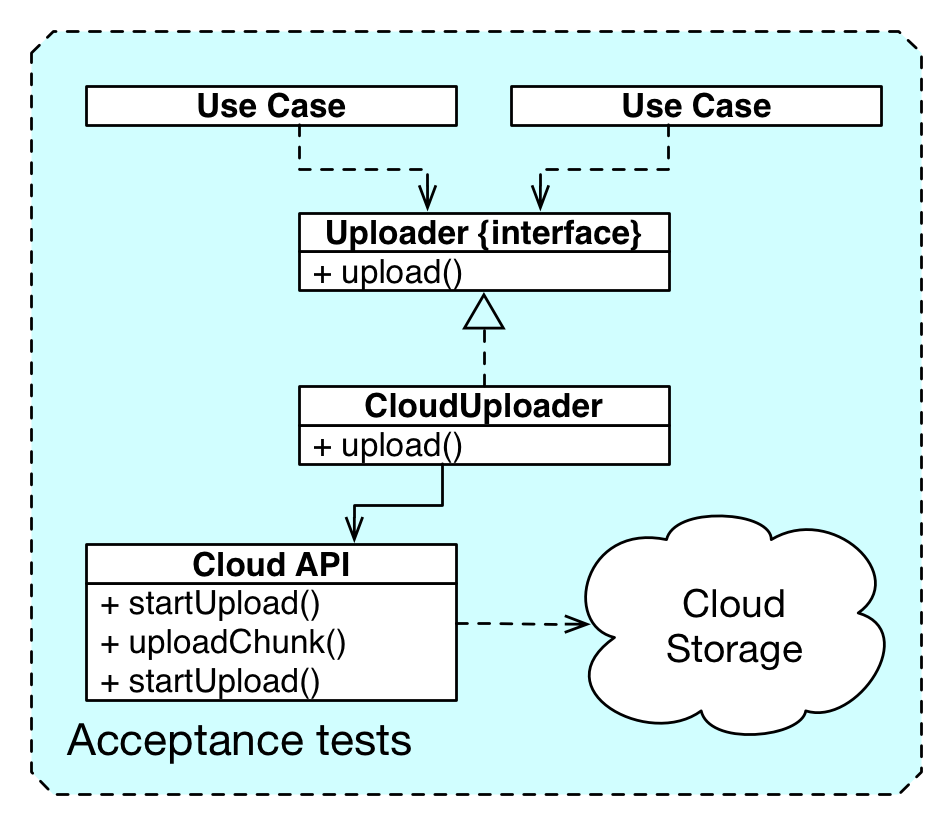 Use Case
Use Case
Uploader {interface}
+ upload()
CloudUploader
+ upload()
Cloud API
+ startUpload()
+ uploadChunk()
+ startUpload()
Cloud
Storage
Acceptance tests